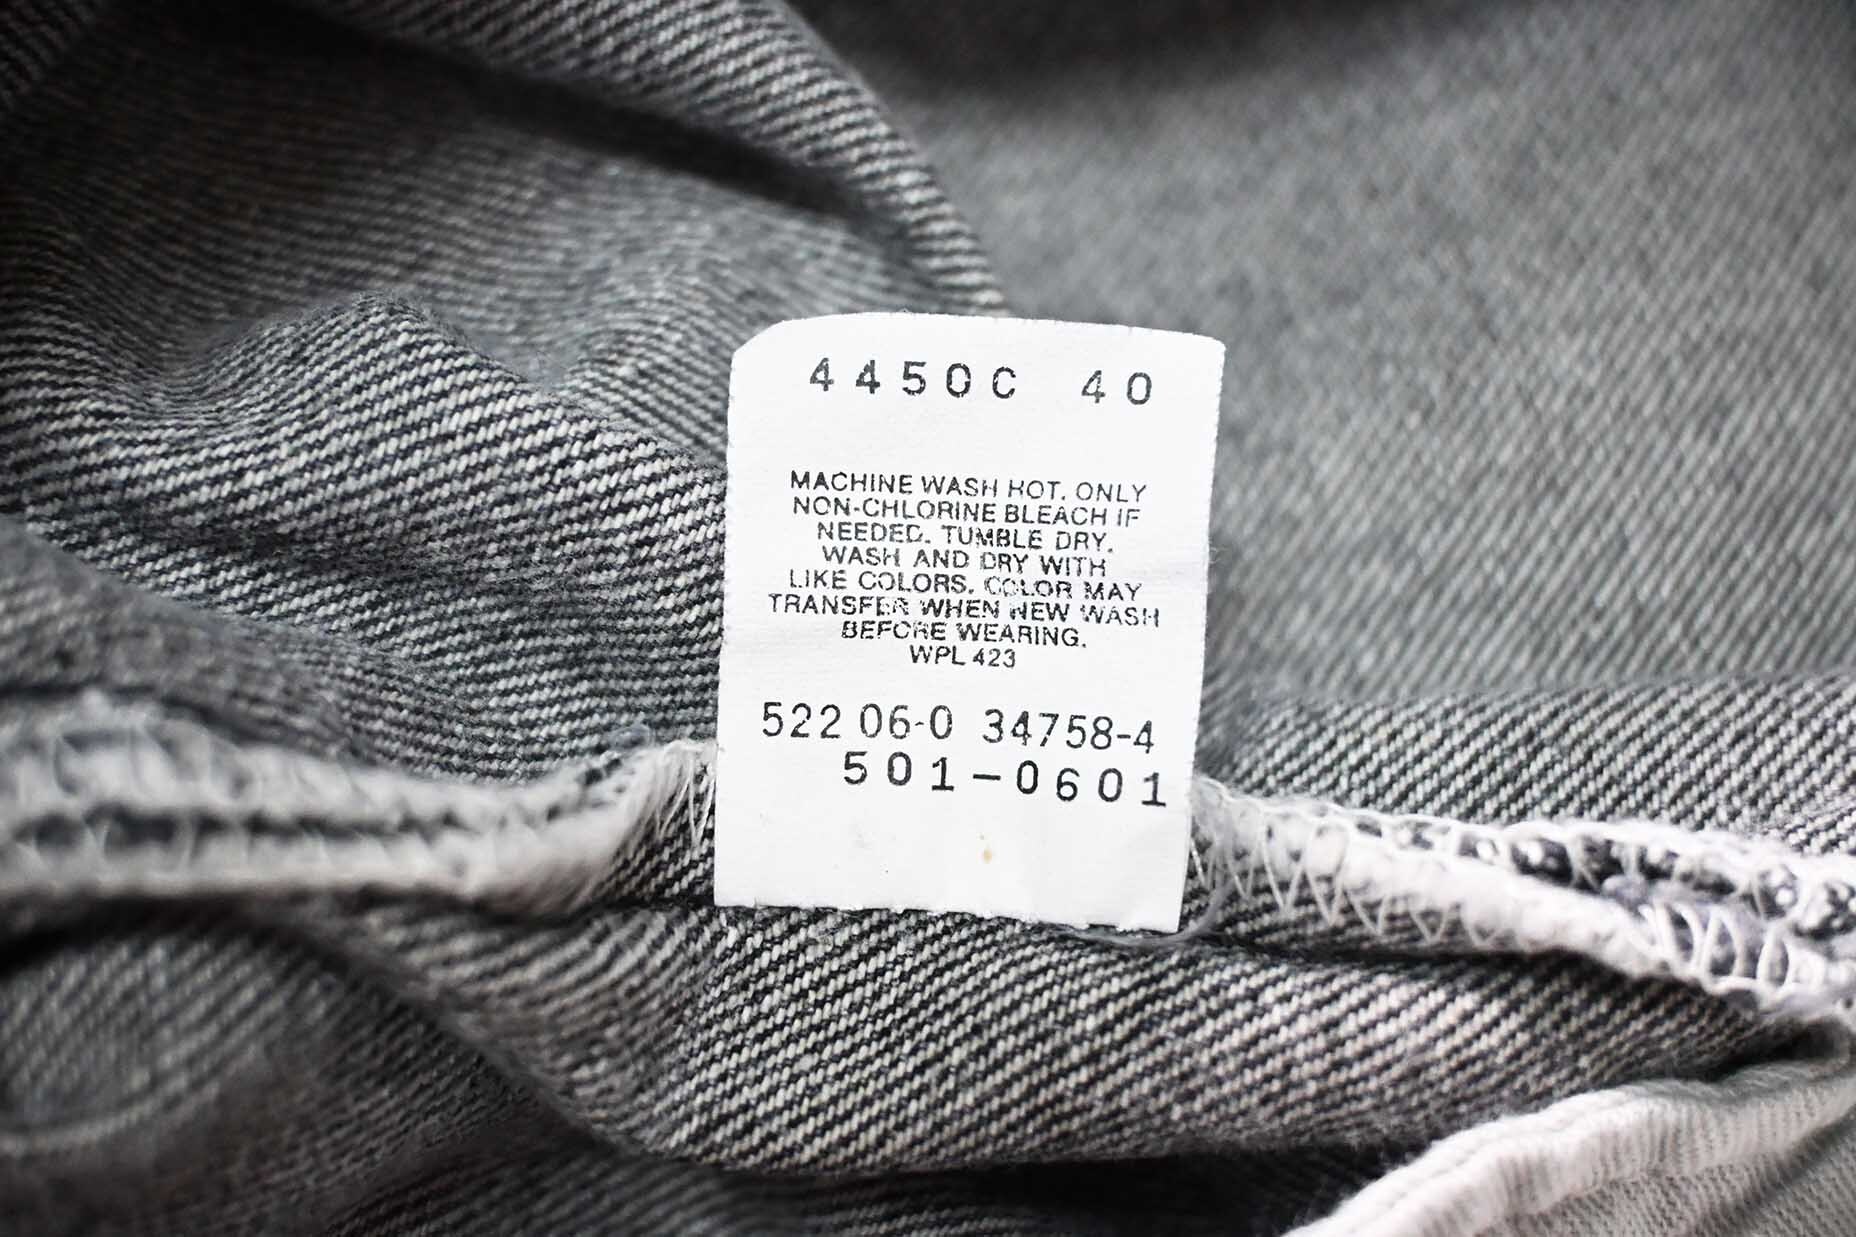 4450C 40
MACHINE WASH HOT. ONLY
NON-CHLORINE BLEACH IF
NEEDED. TUMBLE DRY.
WASH AND DRY WITH
LIKE COLORS. COLOR MAY
TRANSFER WHEN NEW WASH
BEFORE WEARING.
WPL 423
522 06-0 34758-4
501-0601